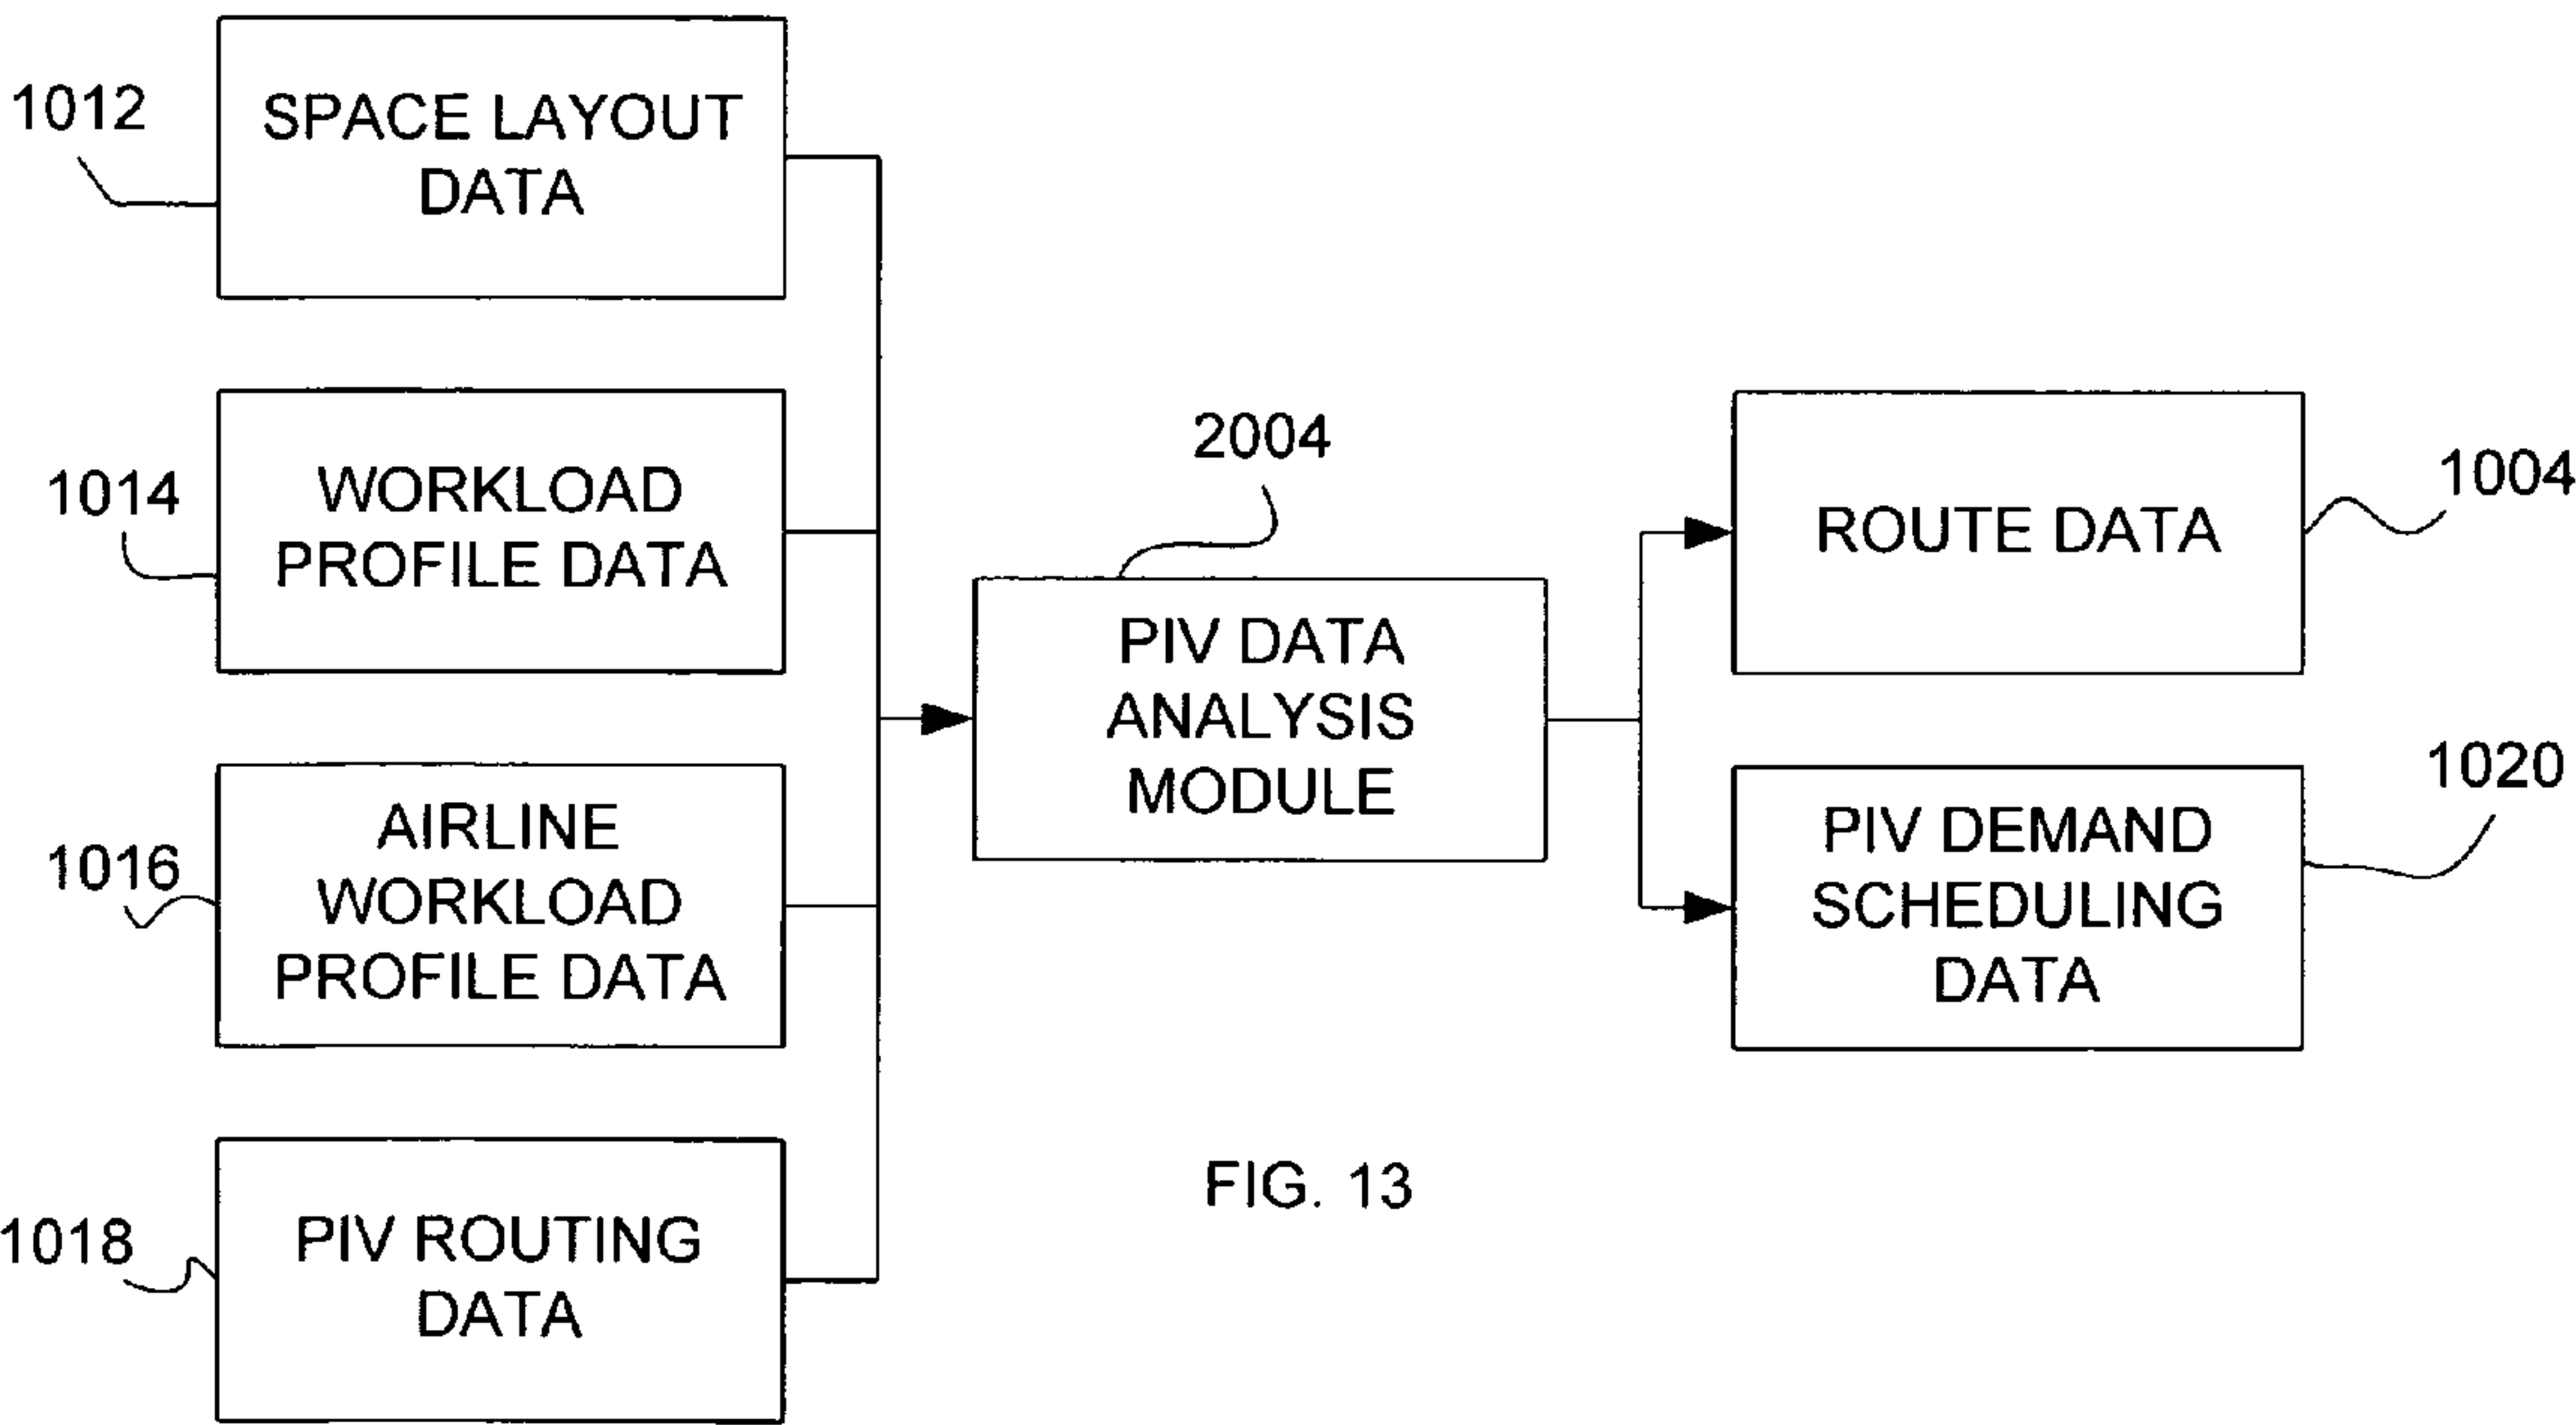 1012
SPACE LAYOUT
DATA
1014
WORKLOAD
PROFILE DATA
1016
AIRLINE
WORKLOAD
PROFILE DATA
1018
PIV ROUTING
DATA
2004
PIV DATA
ANALYSIS
MODULE
1004
ROUTE DATA
1020
PIV DEMAND
SCHEDULING
DATA
FIG. 13